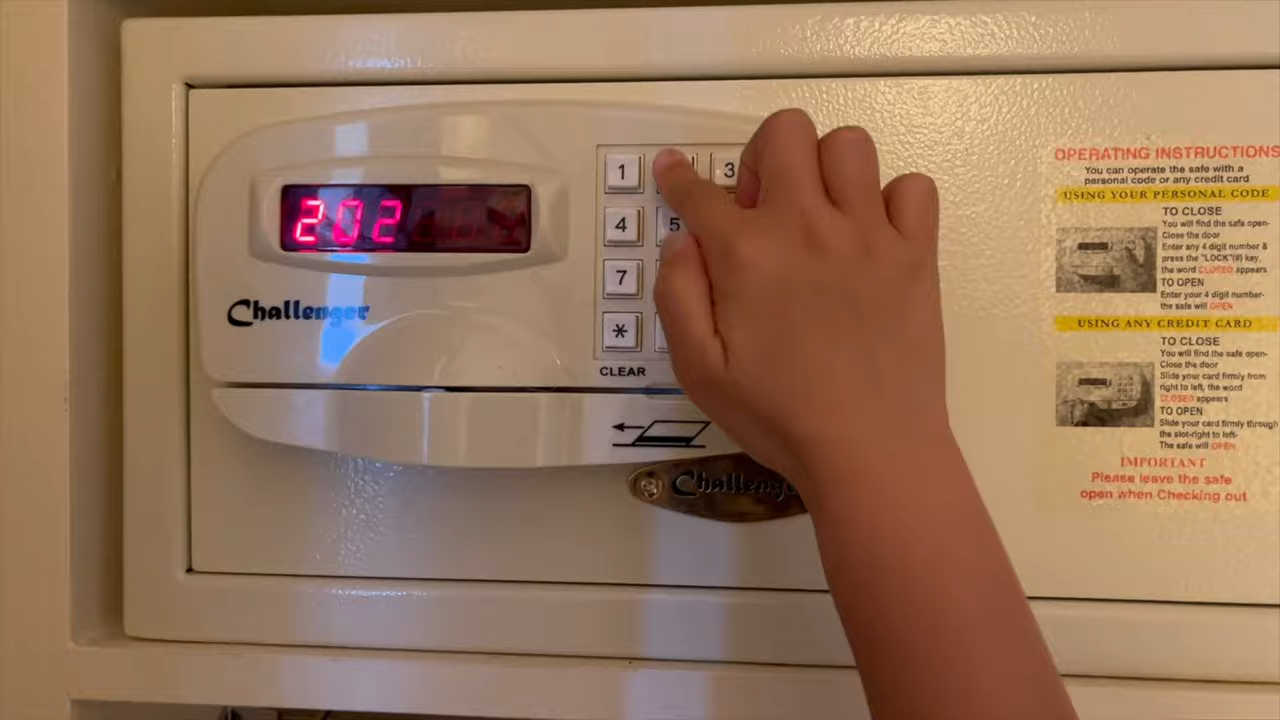 202
Challenger
1
3
4
5
7
*
CLEAR
Challenge
OPERATING INSTRUCTIONS
You can operate the safe with a
personal code or any credit card
USING YOUR PERSONAL CODE
TO CLOSE
You will find the safe open-
Close the door
Enter any 4 digit number &
press the "LOCK"(#) key,
the word CLOSED appears
TO OPEN
Enter your 4 digit number-
the safe will OPEN
USING ANY CREDIT CARD
TO CLOSE
You will find the safe open-
Close the door
Slide your card firmly from
right to left, the word
CLOSED appears
TO OPEN
Slide your card firmly through
the slot-right to left-
The safe will OPEN
IMPORTANT
Please leave the safe
open when Checking out